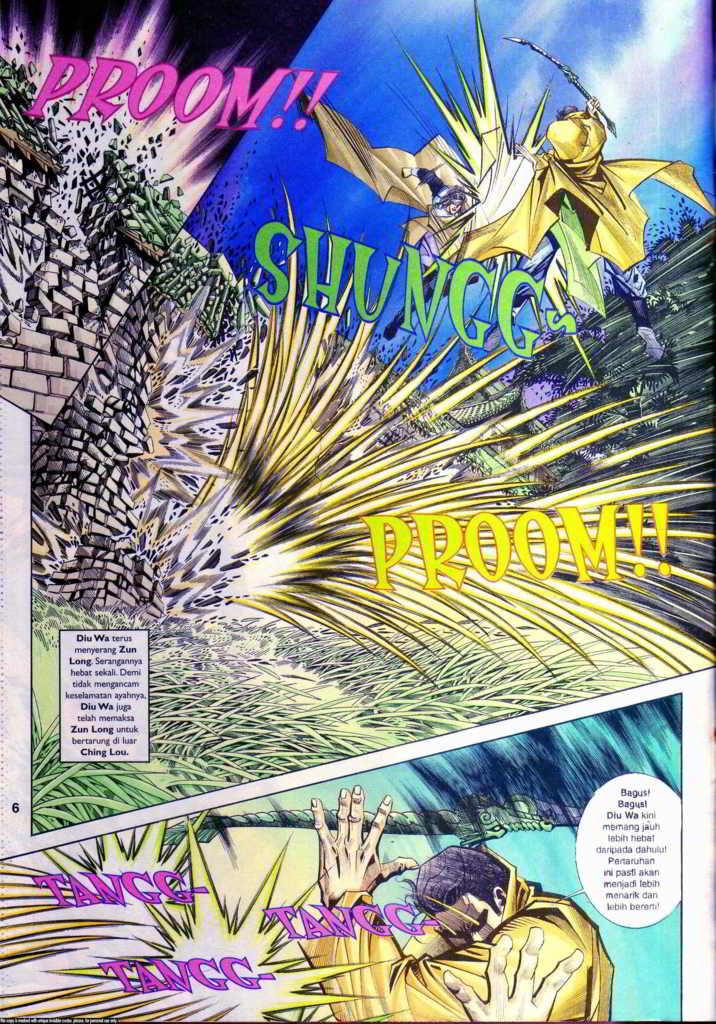 PROOM!!
SHUNGG-
PROOM!!
Diu Wa terus
menyerang Zun
Long. Serangannya
hebat sekali. Demi
tidak mengancam
keselamatan ayahnya,
Diu Wa juga
telah memaksa
Zun Long untuk
bertarung di luar
Ching Lou.
6
Bagus!
Bagus!
Diu Wa kini
memang jauh
lebih hebat
daripada dahulu!
Pertaruhan
ini pasti akan
menjadi lebih
menarik dan
lebih bererti!
TANGG-
TANGG-
TANGG-